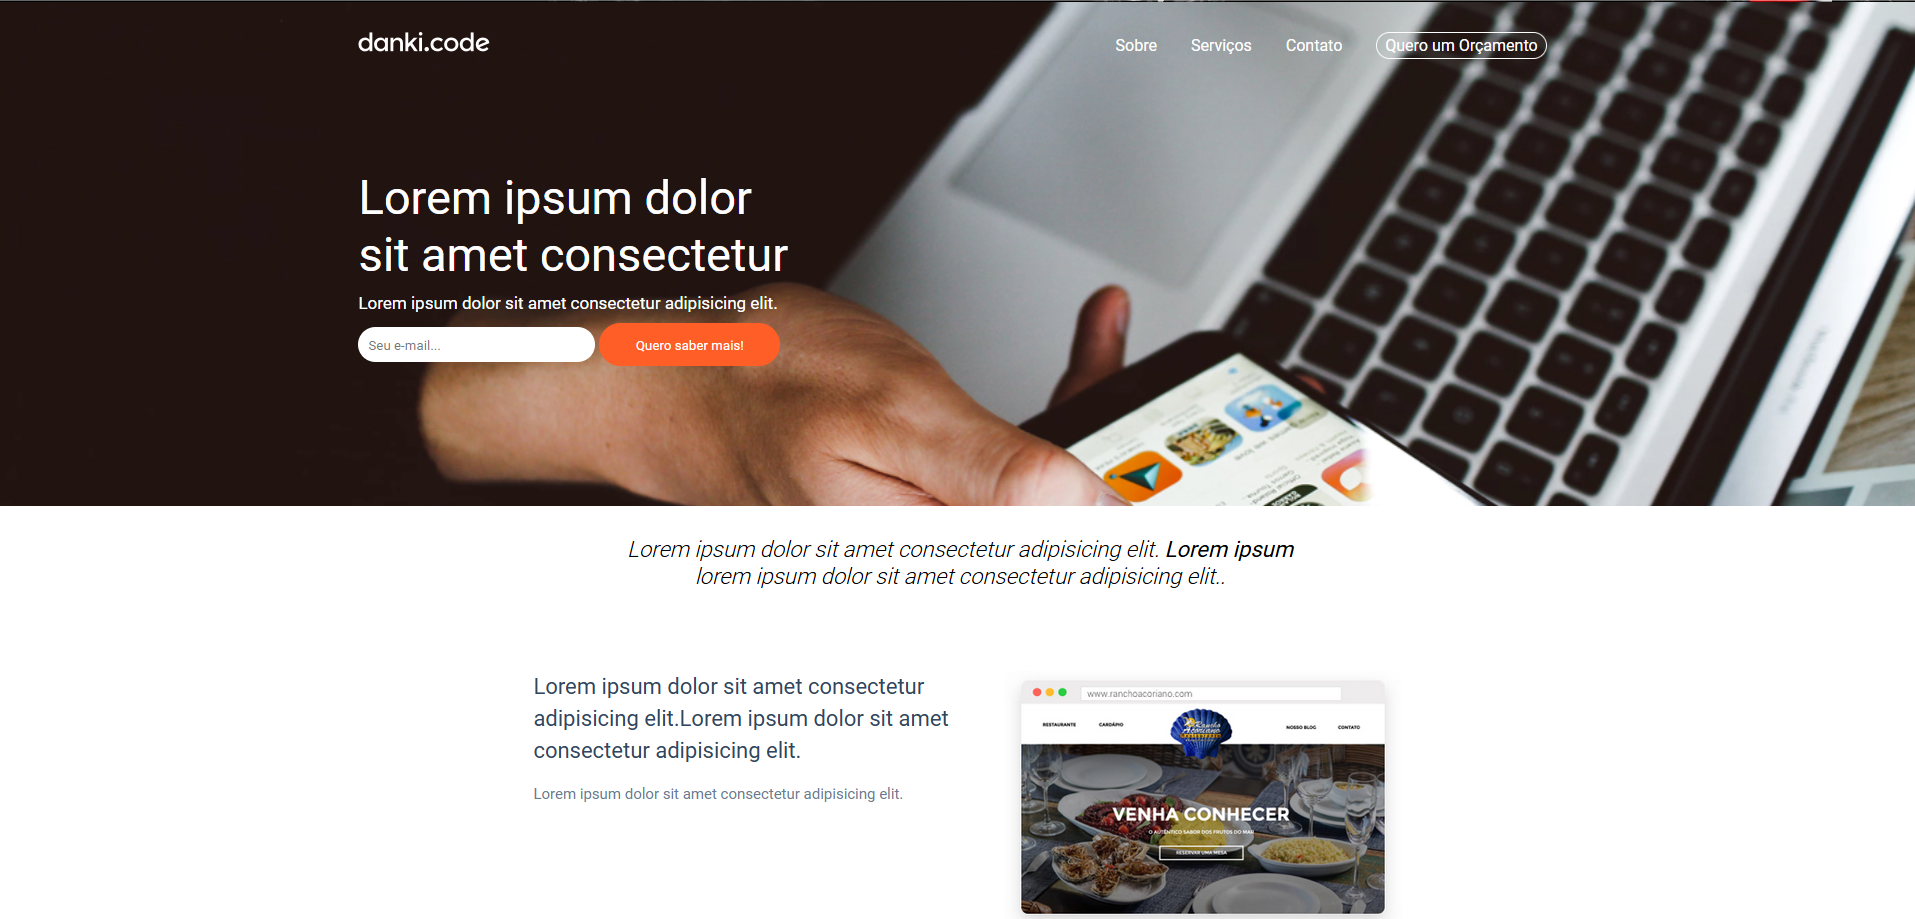 danki.code
Sobre
Serviços
Contato
Quero um Orçamento
Lorem ipsum dolor
sit amet consectetur
Lorem ipsum dolor sit amet consectetur adipisicing elit.
Seu e-mail...
Quero saber mais!
Lorem ipsum dolor sit amet consectetur adipisicing elit. Lorem ipsum
lorem ipsum dolor sit amet consectetur adipisicing elit..
Lorem ipsum dolor sit amet consectetur
adipisicing elit.Lorem ipsum dolor sit amet
consectetur adipisicing elit.
Lorem ipsum dolor sit amet consectetur adipisicing elit.
www.ranchoacoriano.com
RESTAURANTE
CARDÁPIO
Rancho
Açoriano
NOSSO BLOG
CONTATO
VENHA CONHECER
O AUTÊNTICO SABOR DOS FRUTOS DO MAR
RESERVAR UMA MESA